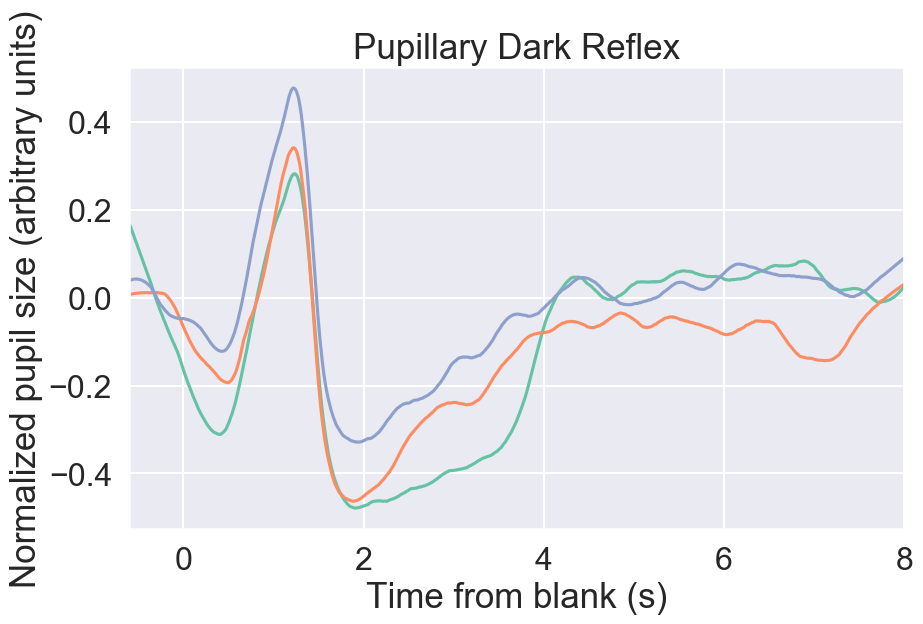 Pupillary Dark Reflex
Normalized pupil size (arbitrary units)
0.4
0.2
0.0
−0.2
−0.4
0 2 4 6 8
Time from blank (s)